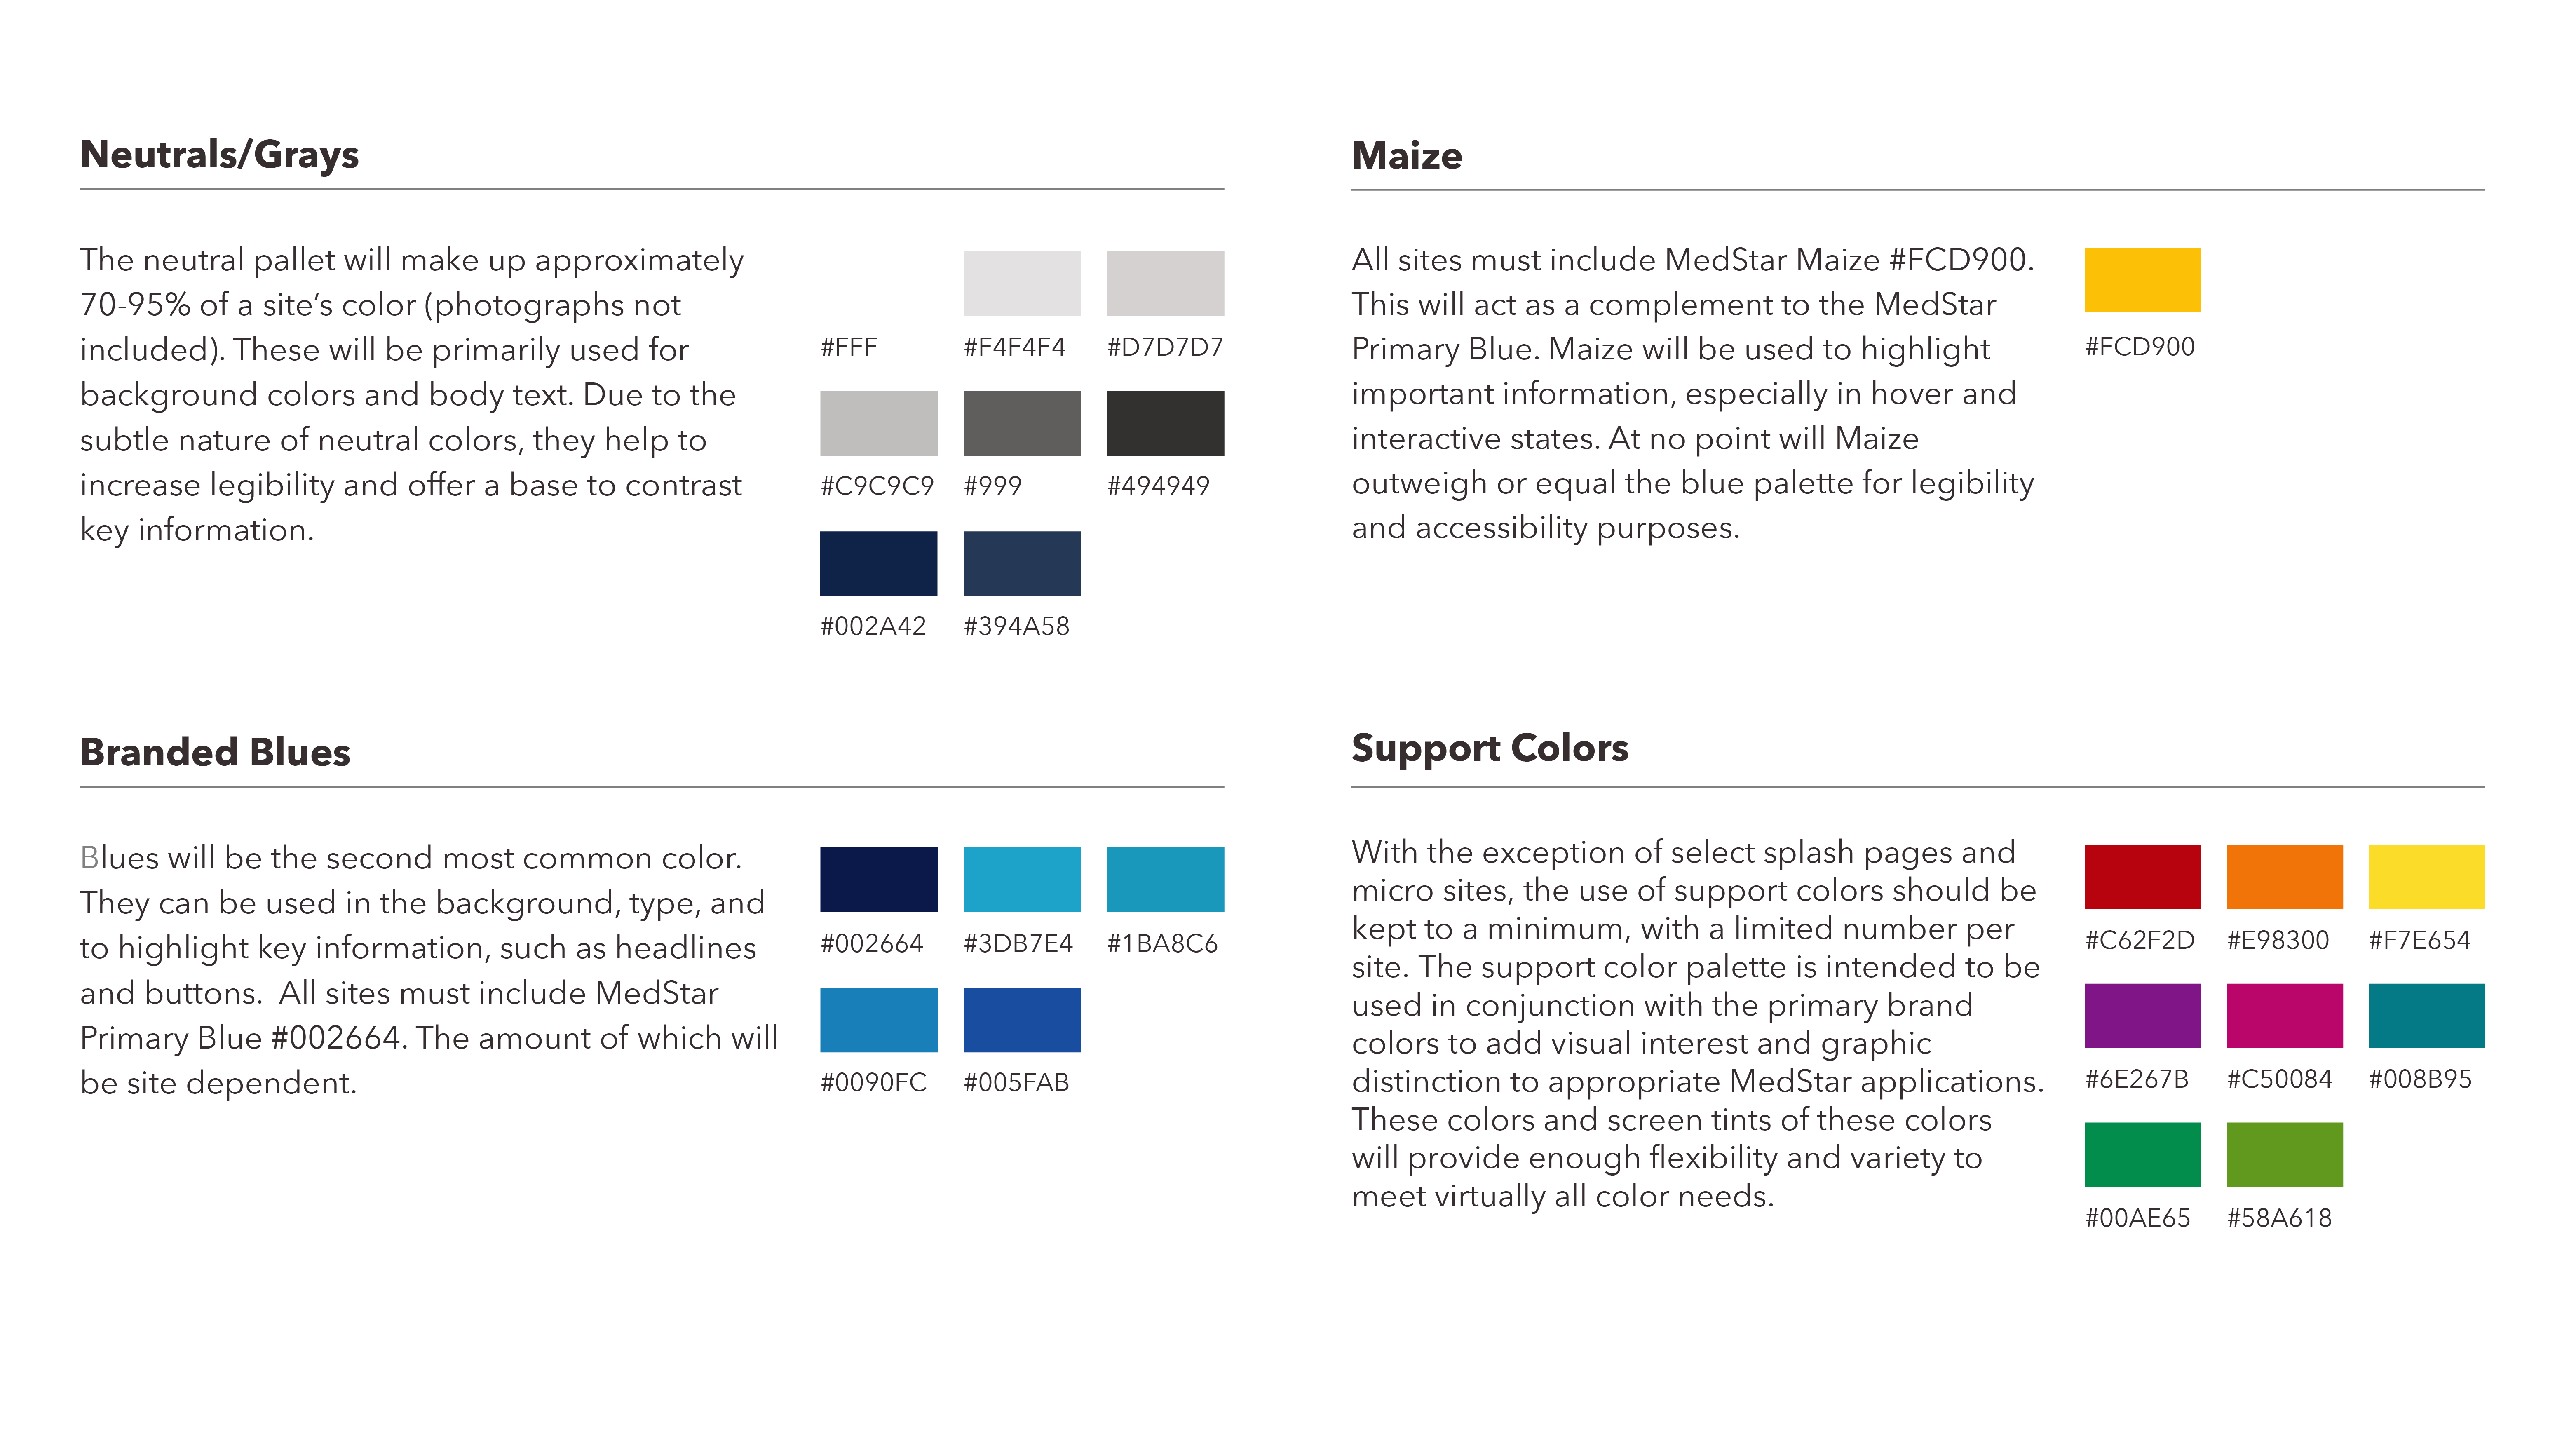 Neutrals/Grays
The neutral pallet will make up approximately
70-95% of a site’s color (photographs not
included). These will be primarily used for
background colors and body text. Due to the
subtle nature of neutral colors, they help to
increase legibility and offer a base to contrast
key information.
#FFF #F4F4F4 #D7D7D7
#C9C9C9 #999 #494949
#002A42 #394A58
Maize
All sites must include MedStar Maize #FCD900.
This will act as a complement to the MedStar
Primary Blue. Maize will be used to highlight
important information, especially in hover and
interactive states. At no point will Maize
outweigh or equal the blue palette for legibility
and accessibility purposes.
#FCD900
Branded Blues
Blues will be the second most common color.
They can be used in the background, type, and
to highlight key information, such as headlines
and buttons.  All sites must include MedStar
Primary Blue #002664. The amount of which will
be site dependent.
#002664 #3DB7E4 #1BA8C6
#0090FC #005FAB
Support Colors
With the exception of select splash pages and
micro sites, the use of support colors should be
kept to a minimum, with a limited number per
site. The support color palette is intended to be
used in conjunction with the primary brand
colors to add visual interest and graphic
distinction to appropriate MedStar applications.
These colors and screen tints of these colors
will provide enough flexibility and variety to
meet virtually all color needs.
#C62F2D #E98300 #F7E654
#6E267B #C50084 #008B95
#00AE65 #58A618